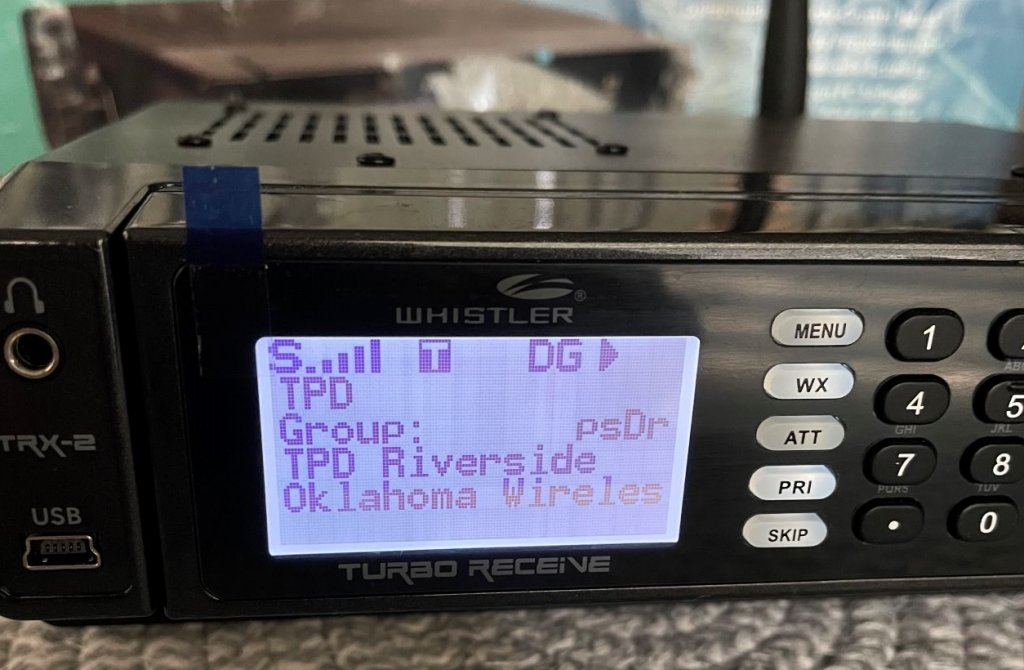 WHISTLER
®
S T DG
TPD
Group: psDr
TPD Riverside
Oklahoma Wireles
TURBO RECEIVE
TRX-2
USB
MENU
1
WX
4
GHI
5
JKL
ATT
7
PQRS
8
TUV
PRI
.
0
SKIP